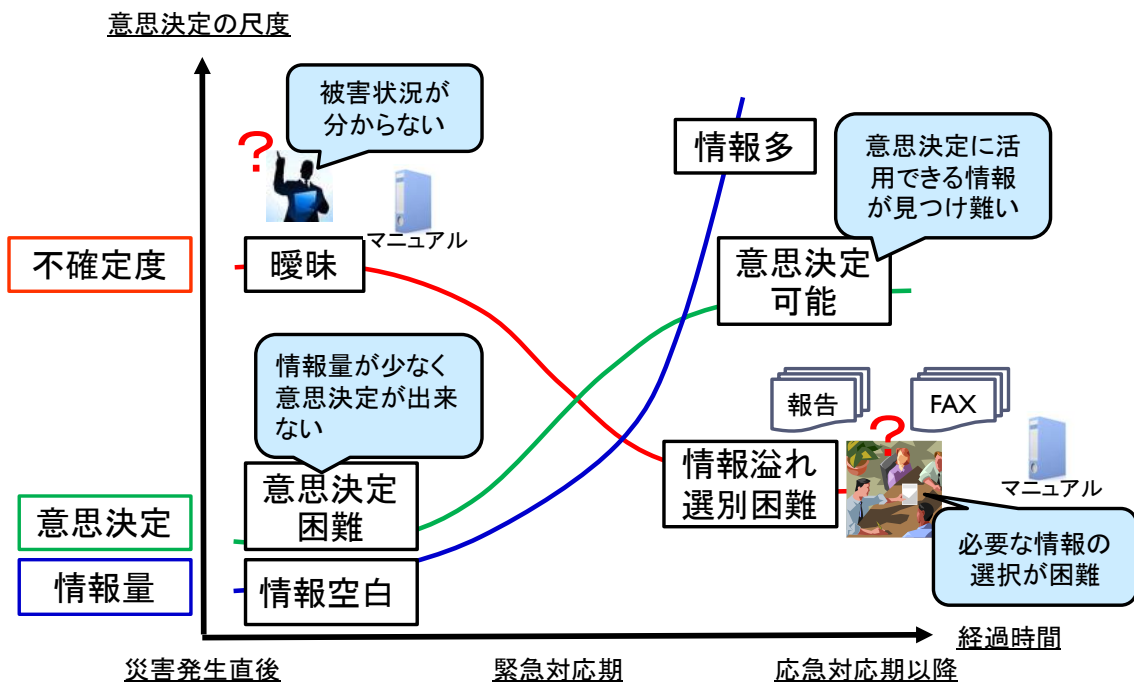 意思決定の尺度
被害状況が
分からない
?
マニュアル
情報多
意思決定に活
用できる情報
が見つけ難い
不確定度
曖昧
意思決定
可能
情報量が少なく
意思決定が出来
ない
報告
FAX
?
情報溢れ
選別困難
マニュアル
意思決定
困難
意思決定
必要な情報の
選択が困難
情報量
情報空白
経過時間
災害発生直後
緊急対応期
応急対応期以降